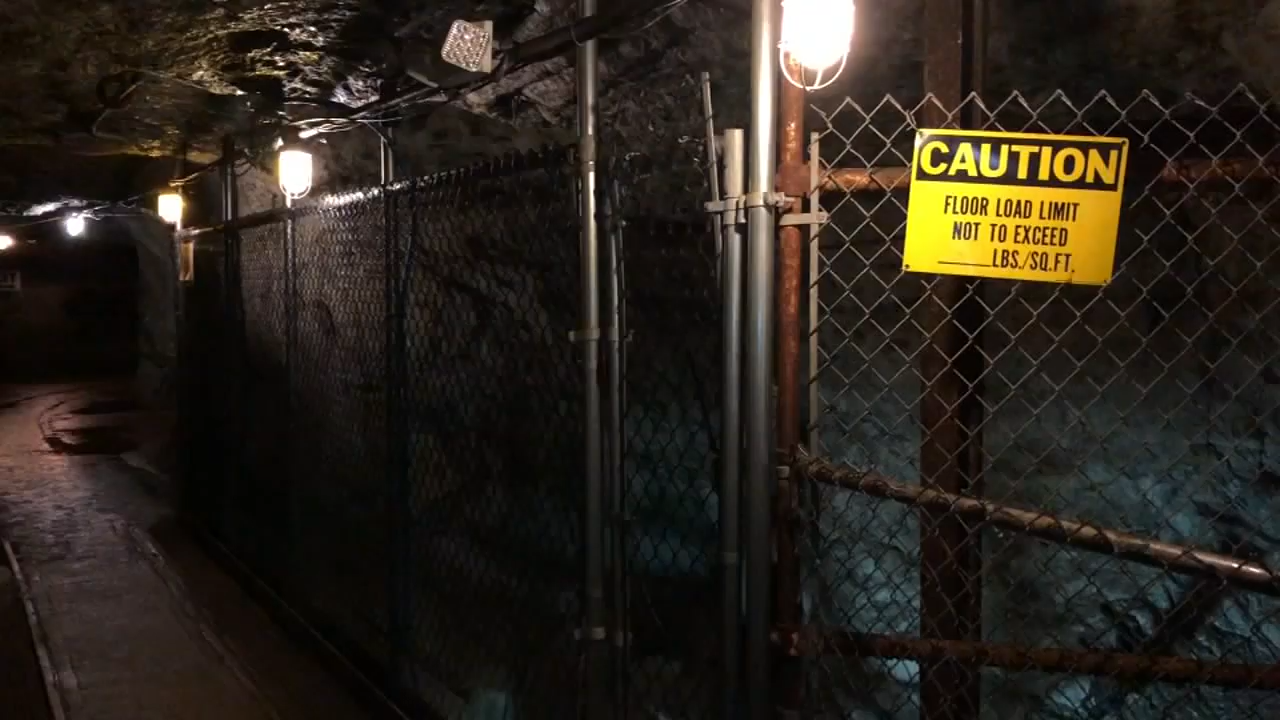 CAUTION
FLOOR LOAD LIMIT
NOT TO EXCEED
______LBS./SQ.FT.